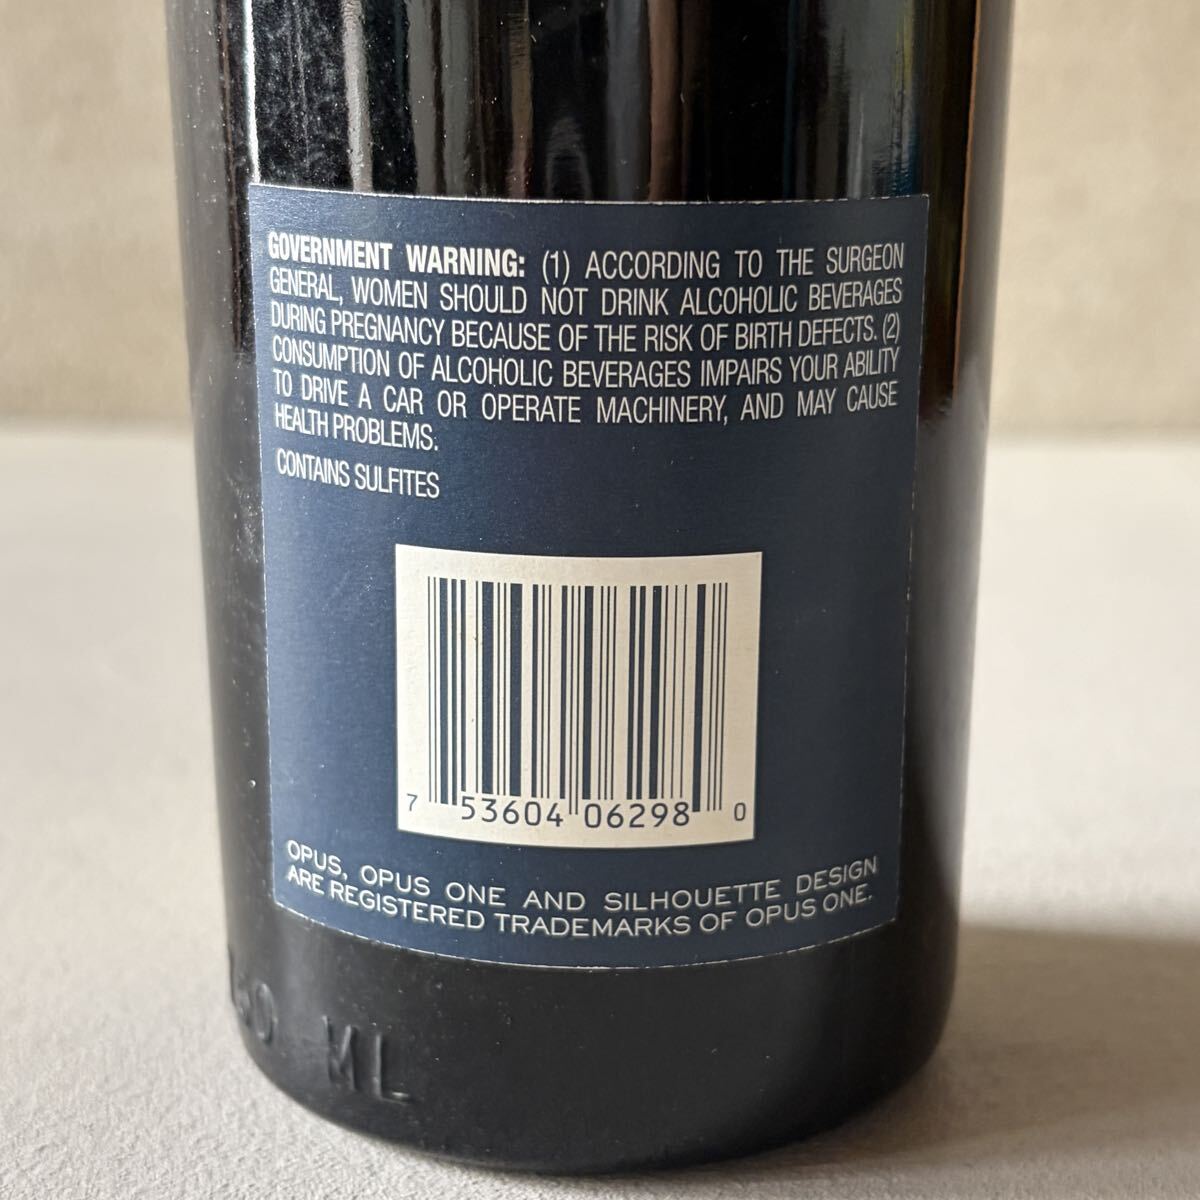 GOVERNMENT WARNING: (1) ACCORDING TO THE SURGEON
GENERAL, WOMEN SHOULD NOT DRINK ALCOHOLIC BEVERAGES
DURING PREGNANCY BECAUSE OF THE RISK OF BIRTH DEFECTS. (2)
CONSUMPTION OF ALCOHOLIC BEVERAGES IMPAIRS YOUR ABILITY
TO DRIVE A CAR OR OPERATE MACHINERY, AND MAY CAUSE
HEALTH PROBLEMS.
CONTAINS SULFITES
7 53604 06298 0
OPUS, OPUS ONE AND SILHOUETTE DESIGN
ARE REGISTERED TRADEMARKS OF OPUS ONE.
ML